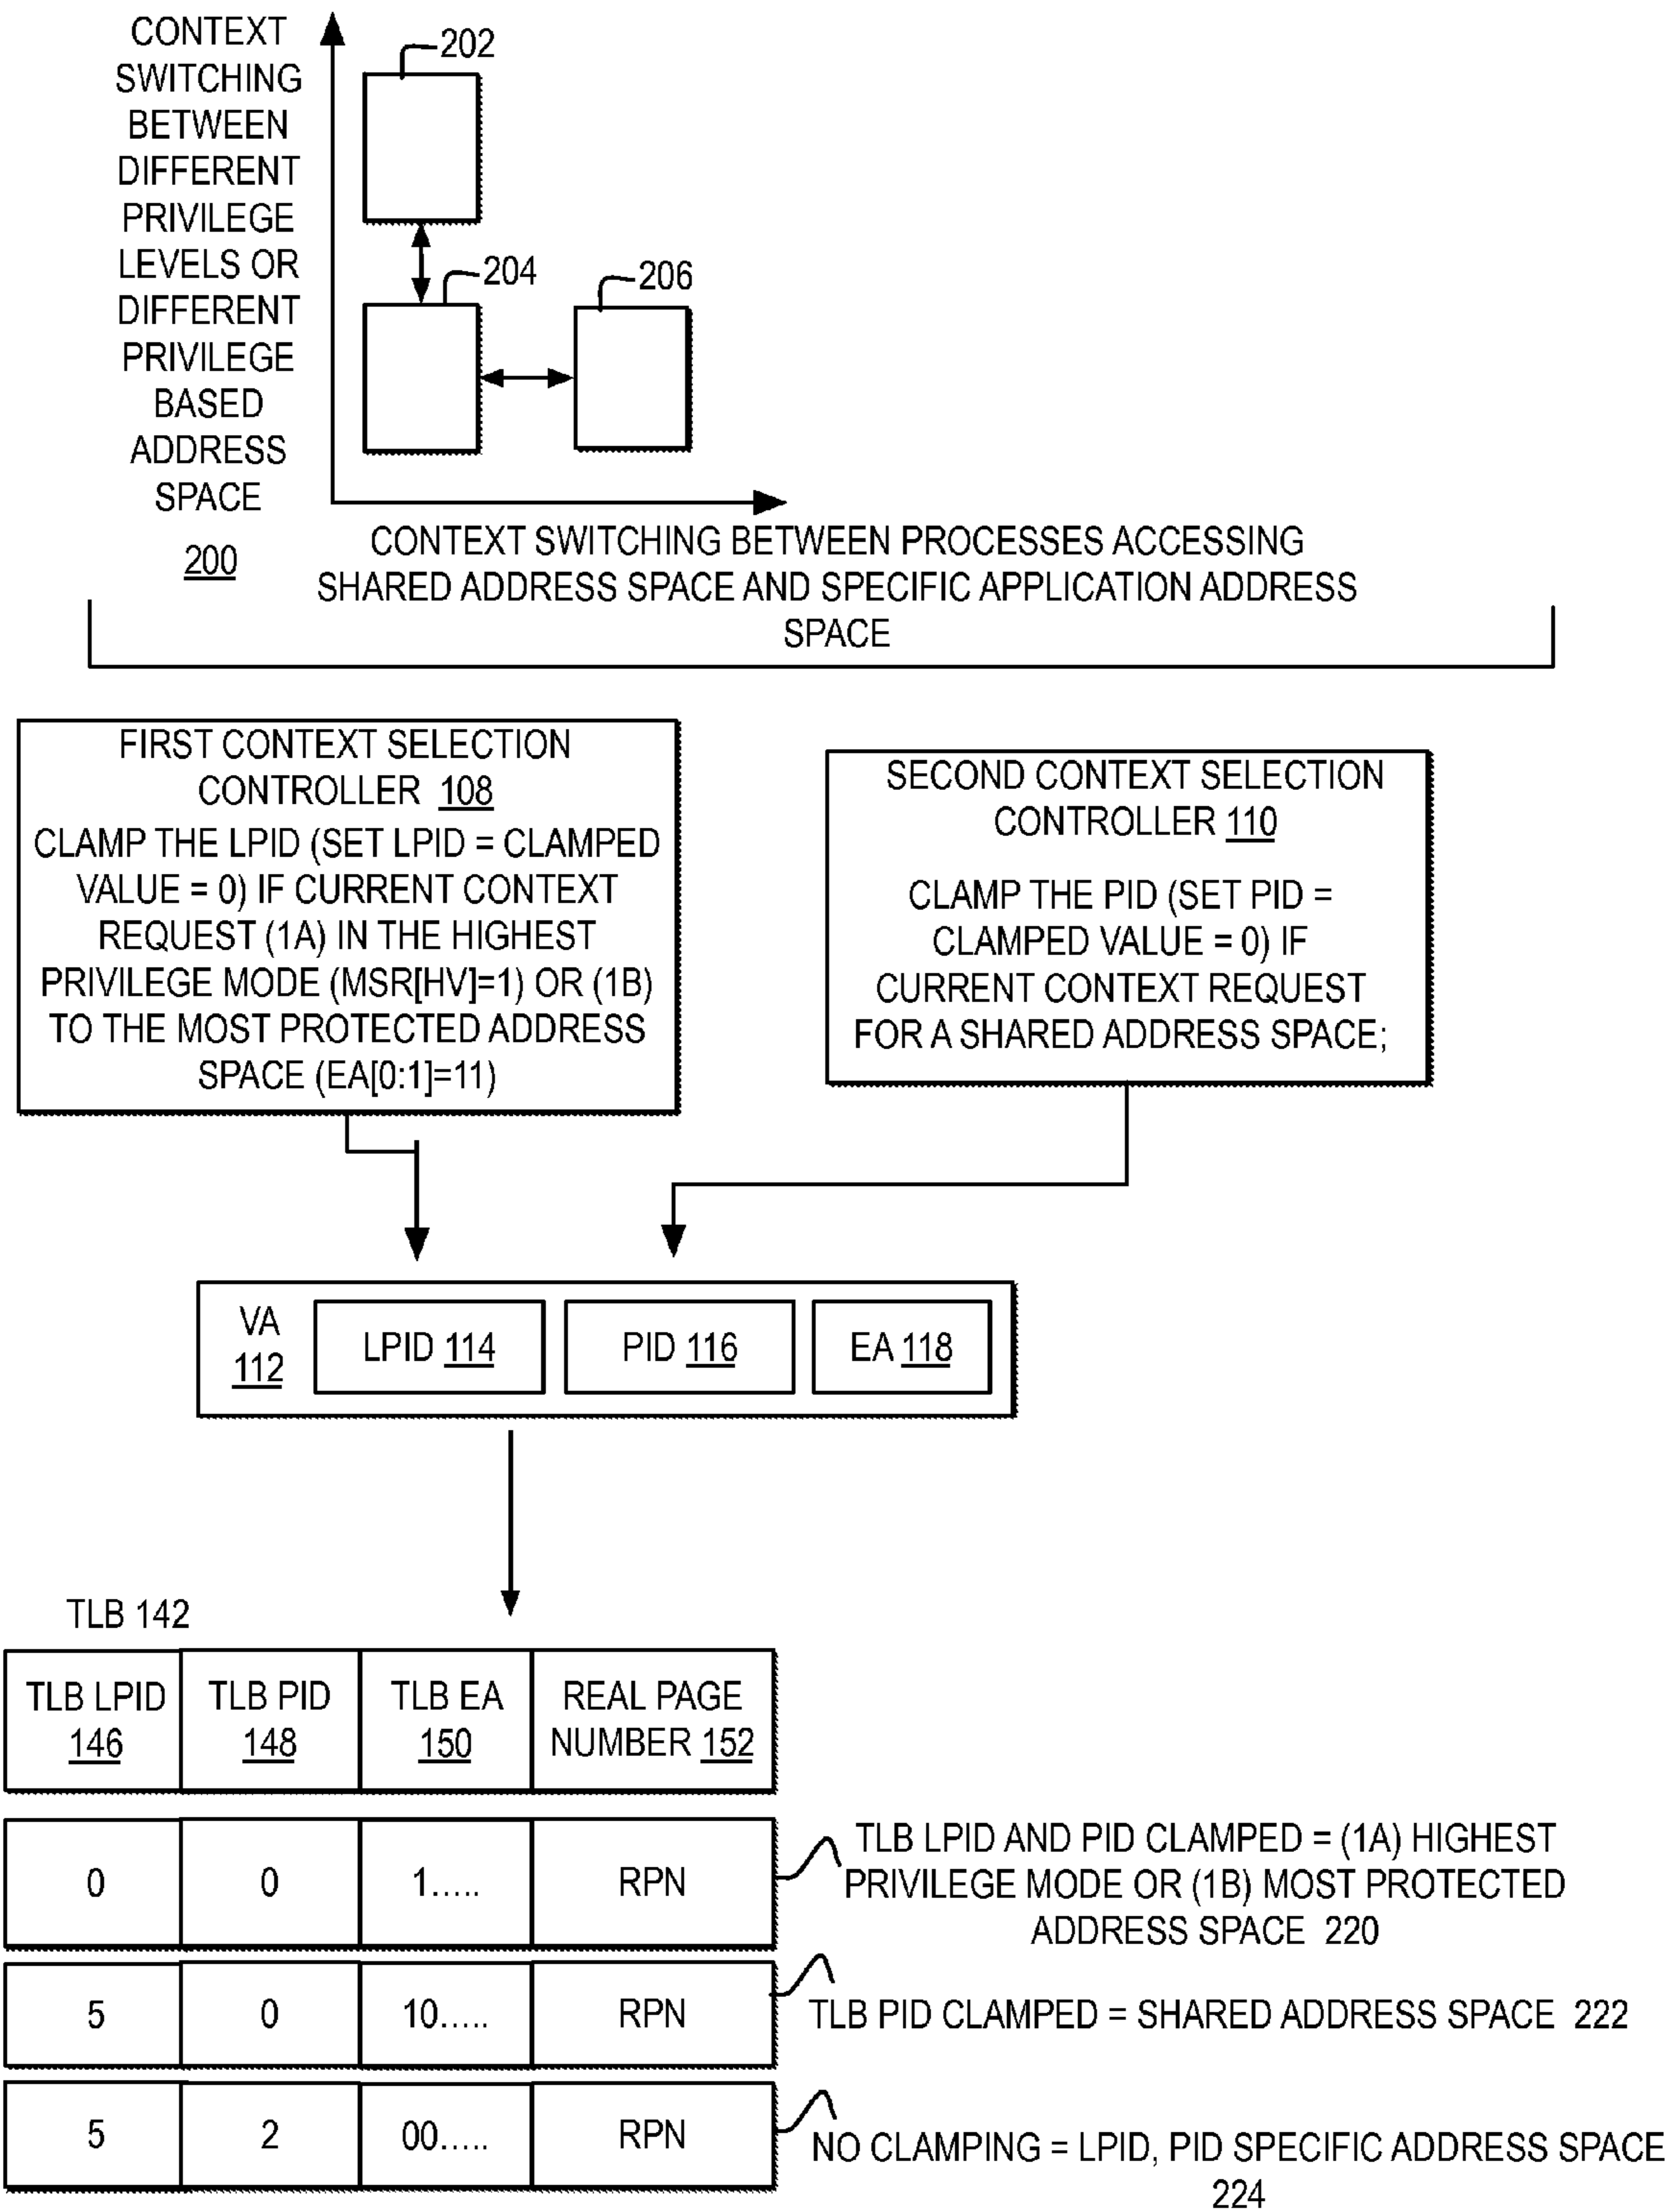 CONTEXT
SWITCHING
BETWEEN
DIFFERENT
PRIVILEGE
LEVELS OR
DIFFERENT
PRIVILEGE
BASED
ADDRESS
SPACE
200
202
204
206
CONTEXT SWITCHING BETWEEN PROCESSES ACCESSING
SHARED ADDRESS SPACE AND SPECIFIC APPLICATION ADDRESS
SPACE
FIRST CONTEXT SELECTION
CONTROLLER 108
CLAMP THE LPID (SET LPID = CLAMPED
VALUE = 0) IF CURRENT CONTEXT
REQUEST (1A) IN THE HIGHEST
PRIVILEGE MODE (MSR[HV]=1) OR (1B)
TO THE MOST PROTECTED ADDRESS
SPACE (EA[0:1]=11)
SECOND CONTEXT SELECTION
CONTROLLER 110
CLAMP THE PID (SET PID =
CLAMPED VALUE = 0) IF
CURRENT CONTEXT REQUEST
FOR A SHARED ADDRESS SPACE;
VA
112
LPID 114
PID 116
EA 118
TLB 142
TLB LPID
146
TLB PID
148
TLB EA
150
REAL PAGE
NUMBER 152
0 0 1..... RPN
TLB LPID AND PID CLAMPED = (1A) HIGHEST
PRIVILEGE MODE OR (1B) MOST PROTECTED
ADDRESS SPACE 220
5 0 10..... RPN
TLB PID CLAMPED = SHARED ADDRESS SPACE 222
5 2 00..... RPN
NO CLAMPING = LPID, PID SPECIFIC ADDRESS SPACE
224